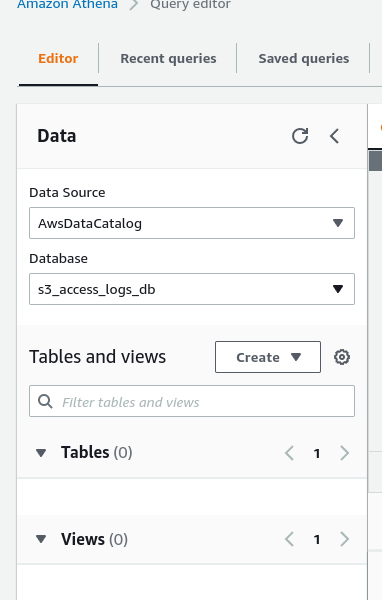 Amazon Athena > Query editor
Editor Recent queries Saved queries
Data
Data Source
AwsDataCatalog
Database
s3_access_logs_db
Tables and views Create
Filter tables and views
Tables (0) 1
Views (0) 1